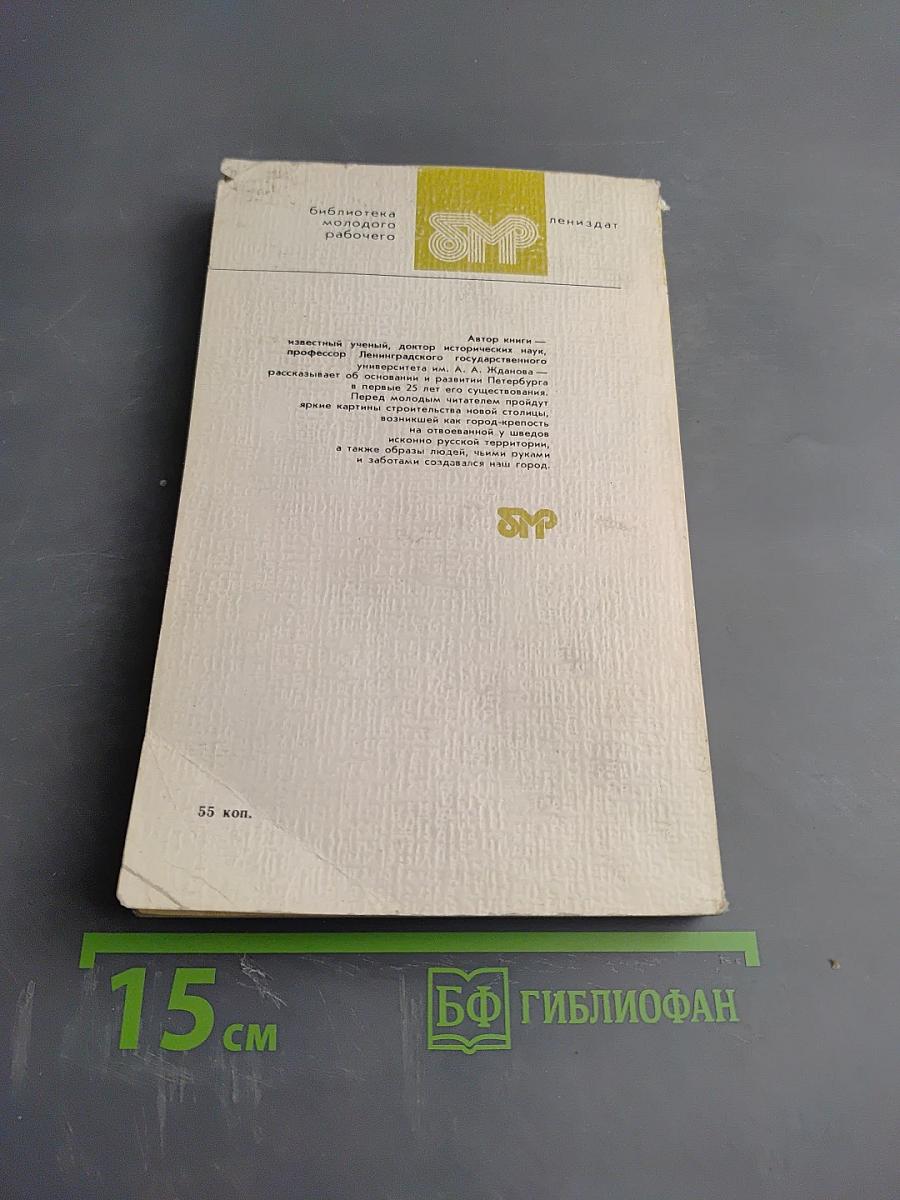 библиотека
молодого
рабочего
БМР
лениздат
Автор книги —
известный ученый, доктор исторических наук,
профессор Ленинградского государственного
университета им. А. А. Жданова —
рассказывает об основании и развитии Петербурга
в первые 25 лет его существования.
Перед молодым читателем пройдут
яркие картины строительства новой столицы,
возникшей как город-крепость
на отвоеванной у шведов
исконно русской территории,
а также образы людей, чьими руками
и заботами создавался наш город.
БМР
55 коп.
15 см
БФ ГИБЛИОФАН